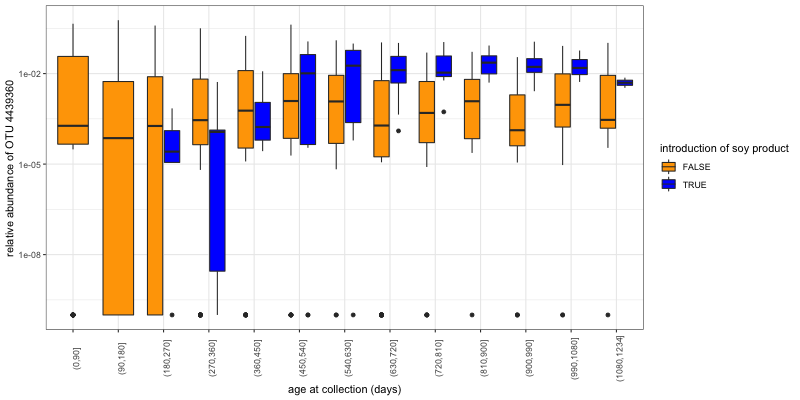 relative abundance of OTU 4439360
1e-02
1e-05
1e-08
(0,90]
(90,180]
(180,270]
(270,360]
(360,450]
(450,540]
(540,630]
(630,720]
(720,810]
(810,900]
(900,990]
(990,1080]
(1080,1234]
age at collection (days)
introduction of soy product
FALSE
TRUE